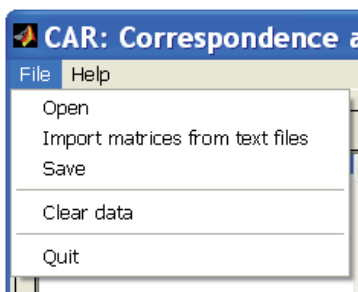 CAR: Correspondence a
File Help
Open
Import matrices from text files
Save
Clear data
Quit